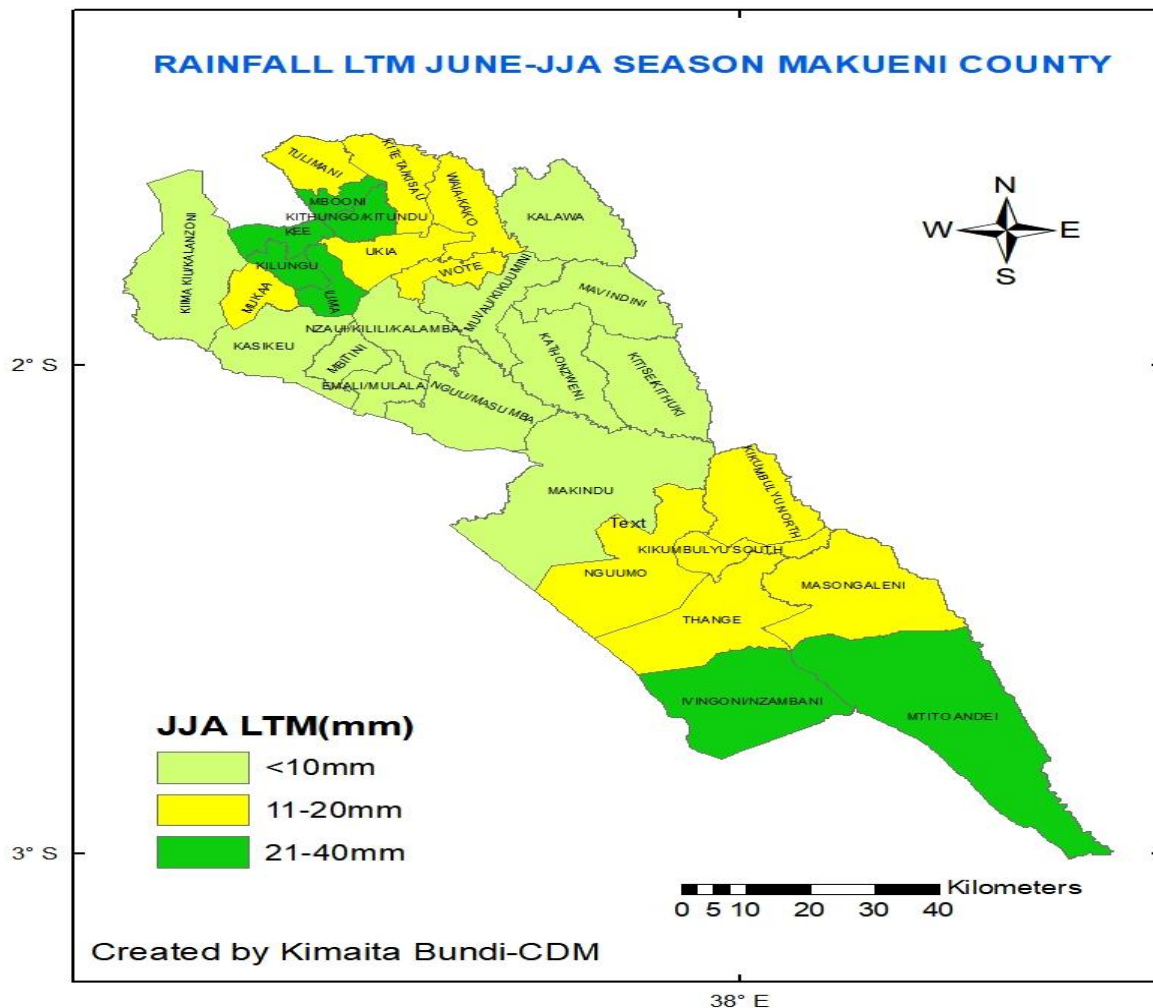 RAINFALL LTM JUNE-JJA SEASON MAKUENI COUNTY
N
W E
S
TULIMANI
KITETA/KISAU
WAIA-KAKO
MBOONI
KITHUNGO/KITUNDU
KALAWA
KEE
UKIA
KILUNGU
WOTE
KIIMA KIU/KALANZONI
MUKAA
ILIMA
MUVAU/KIKUUMINI
MAVINDINI
NZAUI/KILILI/KALAMBA
KASIKEU
MBITINI
KATHONZWENI
KITISE/KITHUKI
EMALI/MULALA
NGUU/MASUMBA
2° S
MAKINDU
KIKUMBULYU NORTH
Text
KIKUMBULYU SOUTH
NGUUMO
MASONGALENI
THANGE
IVINGONI/NZAMBANI
MTITO ANDEI
JJA LTM(mm)
<10mm
11-20mm
21-40mm
3° S
Kilometers
0 5 10 20 30 40
Created by Kimaita Bundi-CDM
38° E